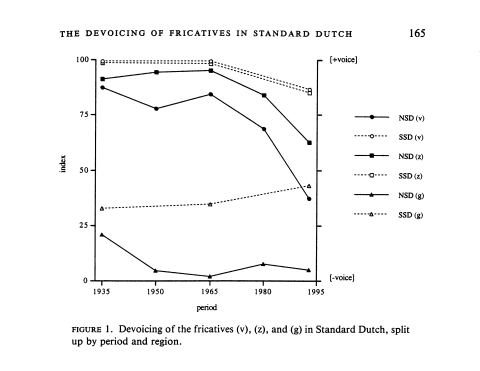 THE DEVOICING OF FRICATIVES IN STANDARD DUTCH 165
100
75
50
25
0
index
[+voice]
[-voice]
1935 1950 1965 1980 1995
period
NSD (v)
SSD (v)
NSD (z)
SSD (z)
NSD (g)
SSD (g)
FIGURE 1. Devoicing of the fricatives (v), (z), and (g) in Standard Dutch, split
up by period and region.